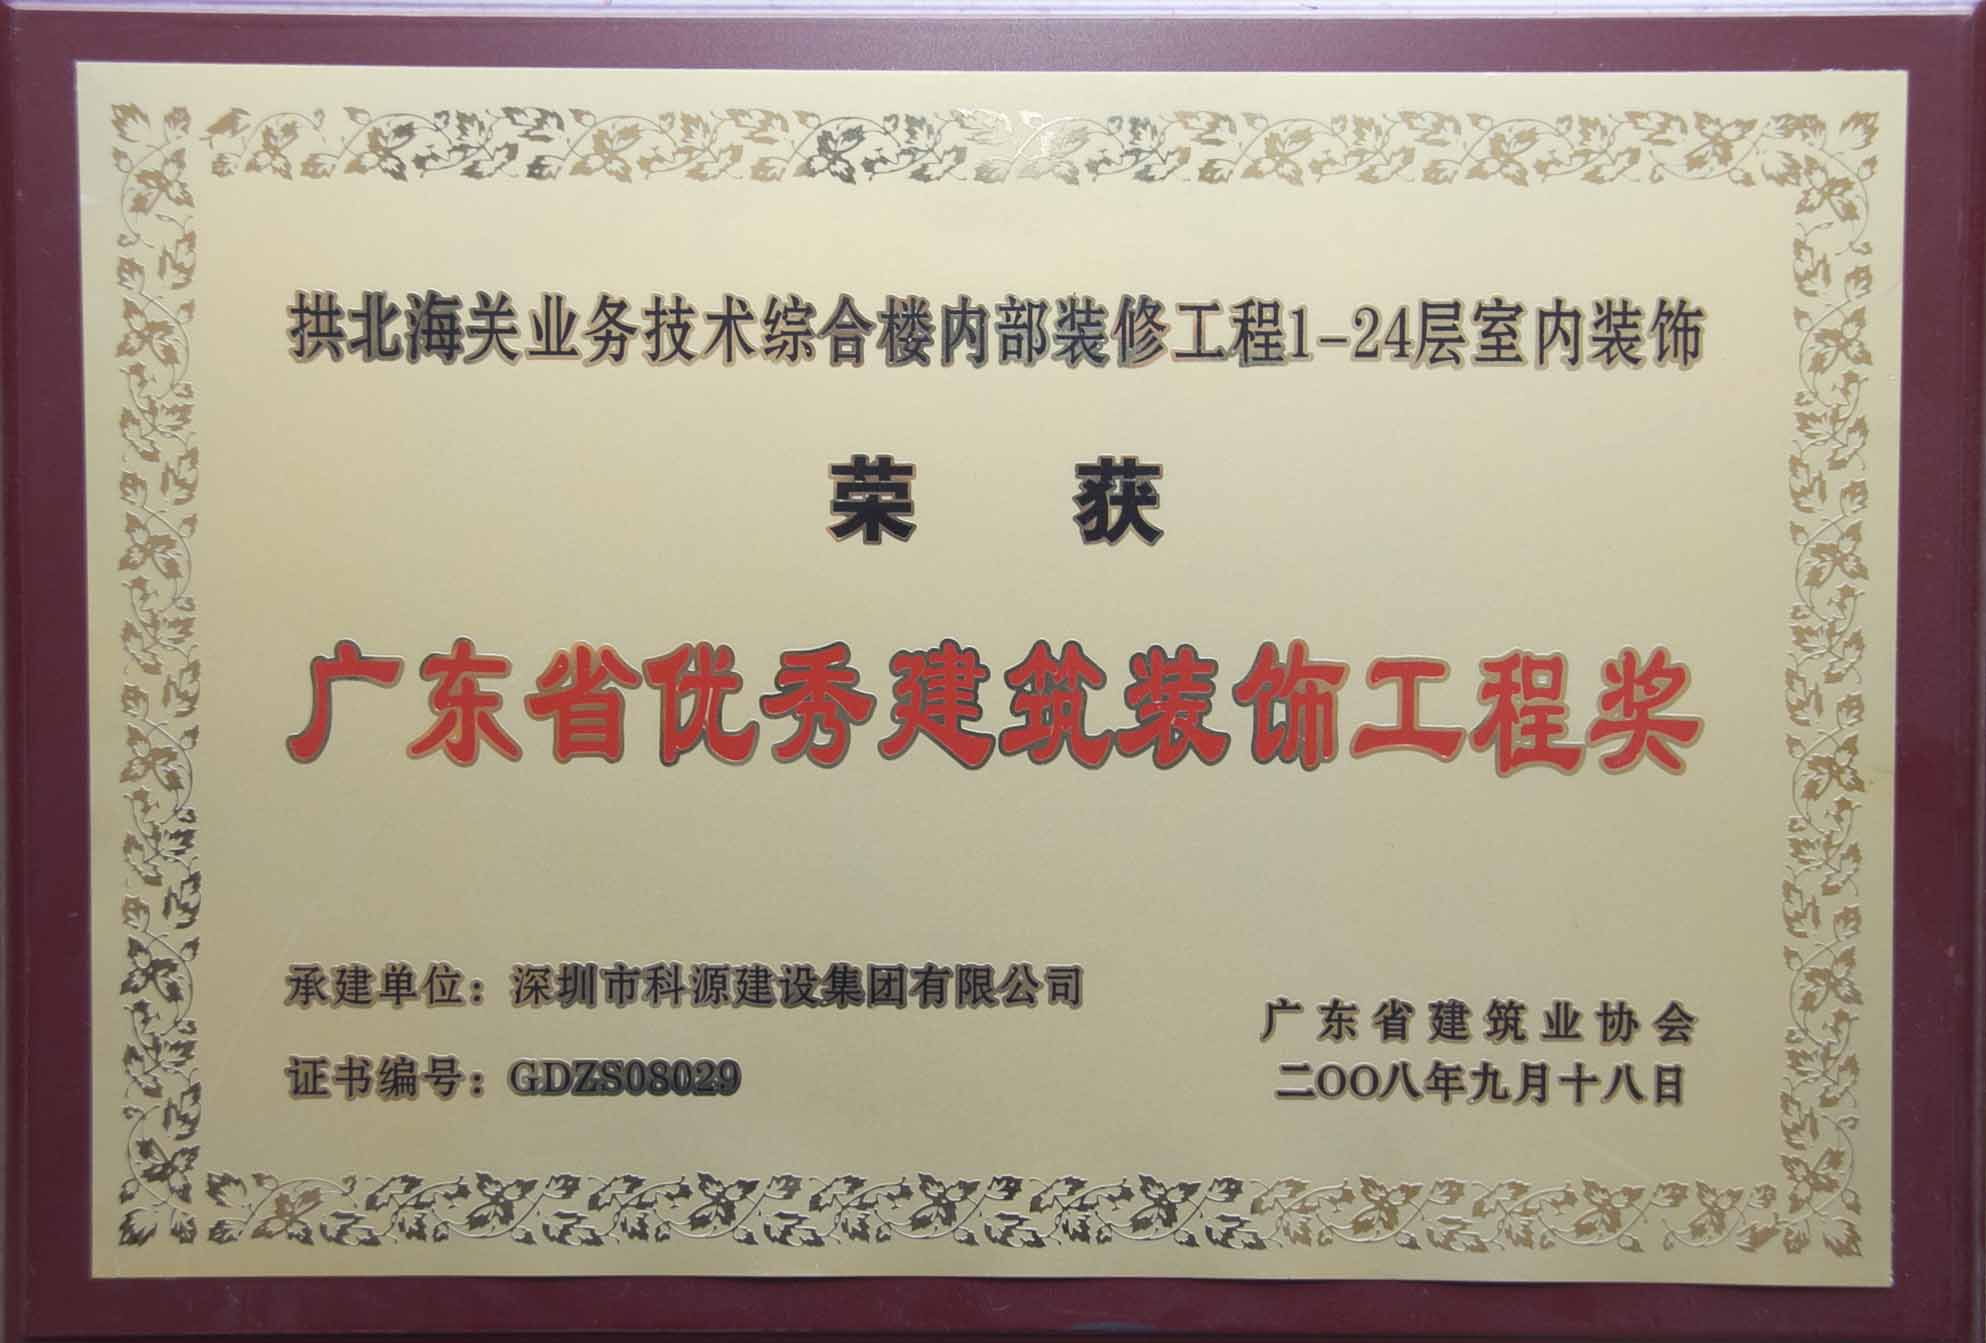 拱北海关业务技术综合楼内部装修工程1-24层室内装饰
荣获
广东省优秀建筑装饰工程奖
承建单位：深圳市科源建设集团有限公司
证书编号：GDZS08029
广东省建筑业协会
二〇〇八年九月十八日